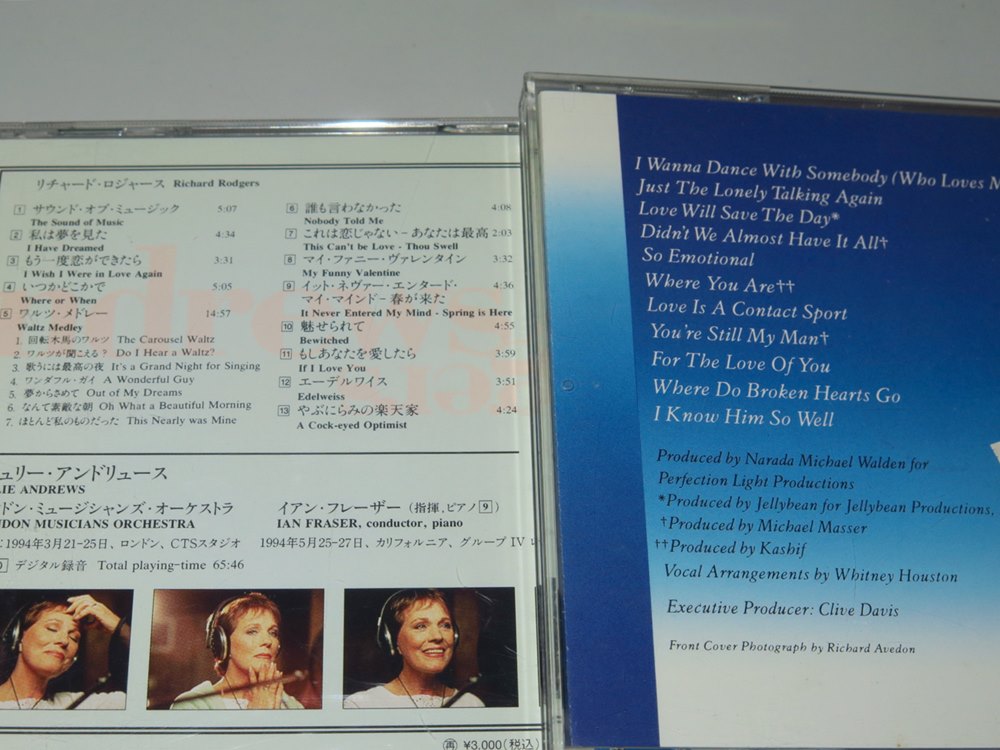 リチャード・ロジャース Richard Rodgers
1 サウンド・オブ・ミュージック 5:07
The Sound of Music
2 私は夢を見た 4:34
I Have Dreamed
3 もう一度恋ができたら 3:31
I Wish I Were in Love Again
4 いつかどこかで 5:05
Where or When
5 ワルツ・メドレー 14:57
Waltz Medley
1. 回転木馬のワルツ The Carousel Waltz
2. ワルツが聞こえる? Do I Hear a Waltz?
3. 歌うには最高の夜 It's a Grand Night for Singing
4. ワンダフル・ガイ A Wonderful Guy
5. 夢からさめて Out of My Dreams
6. なんて素敵な朝 Oh What a Beautiful Morning
7. ほとんど私のものだった This Nearly was Mine
6 誰も言わなかった 4:08
Nobody Told Me
7 これは恋じゃない－あなたは最高 2:03
This Can't be Love - Thou Swell
8 マイ・ファニー・ヴァレンタイン 3:32
My Funny Valentine
9 イット・ネヴァー・エンタード・ 4:36
マイ・マインド－春が来た
It Never Entered My Mind - Spring is Here
10 魅せられて 4:55
Bewitched
11 もしあなたを愛したら 3:59
If I Love You
12 エーデルワイス 3:51
Edelweiss
13 やぶにらみの楽天家 4:24
A Cock-eyed Optimist
ュリー・アンドリュース
LIE ANDREWS
ドン・ミュージシャンズ・オーケストラ
NDON MUSICIANS ORCHESTRA
イアン・フレーザー（指揮、ピアノ9）
IAN FRASER, conductor, piano
：1994年3月21-25日、ロンドン、CTSスタジオ 1994年5月25-27日、カリフォルニア、グループ IV
デジタル録音 Total playing-time 65:46
再 ¥3,000(税込)
I Wanna Dance With Somebody (Who Loves M
Just The Lonely Talking Again
Love Will Save The Day*
Didn't We Almost Have It All†
So Emotional
Where You Are††
Love Is A Contact Sport
You're Still My Man†
For The Love Of You
Where Do Broken Hearts Go
I Know Him So Well
Produced by Narada Michael Walden for
Perfection Light Productions
*Produced by Jellybean for Jellybean Productions,
†Produced by Michael Masser
††Produced by Kashif
Vocal Arrangements by Whitney Houston
Executive Producer: Clive Davis
Front Cover Photograph by Richard Avedon